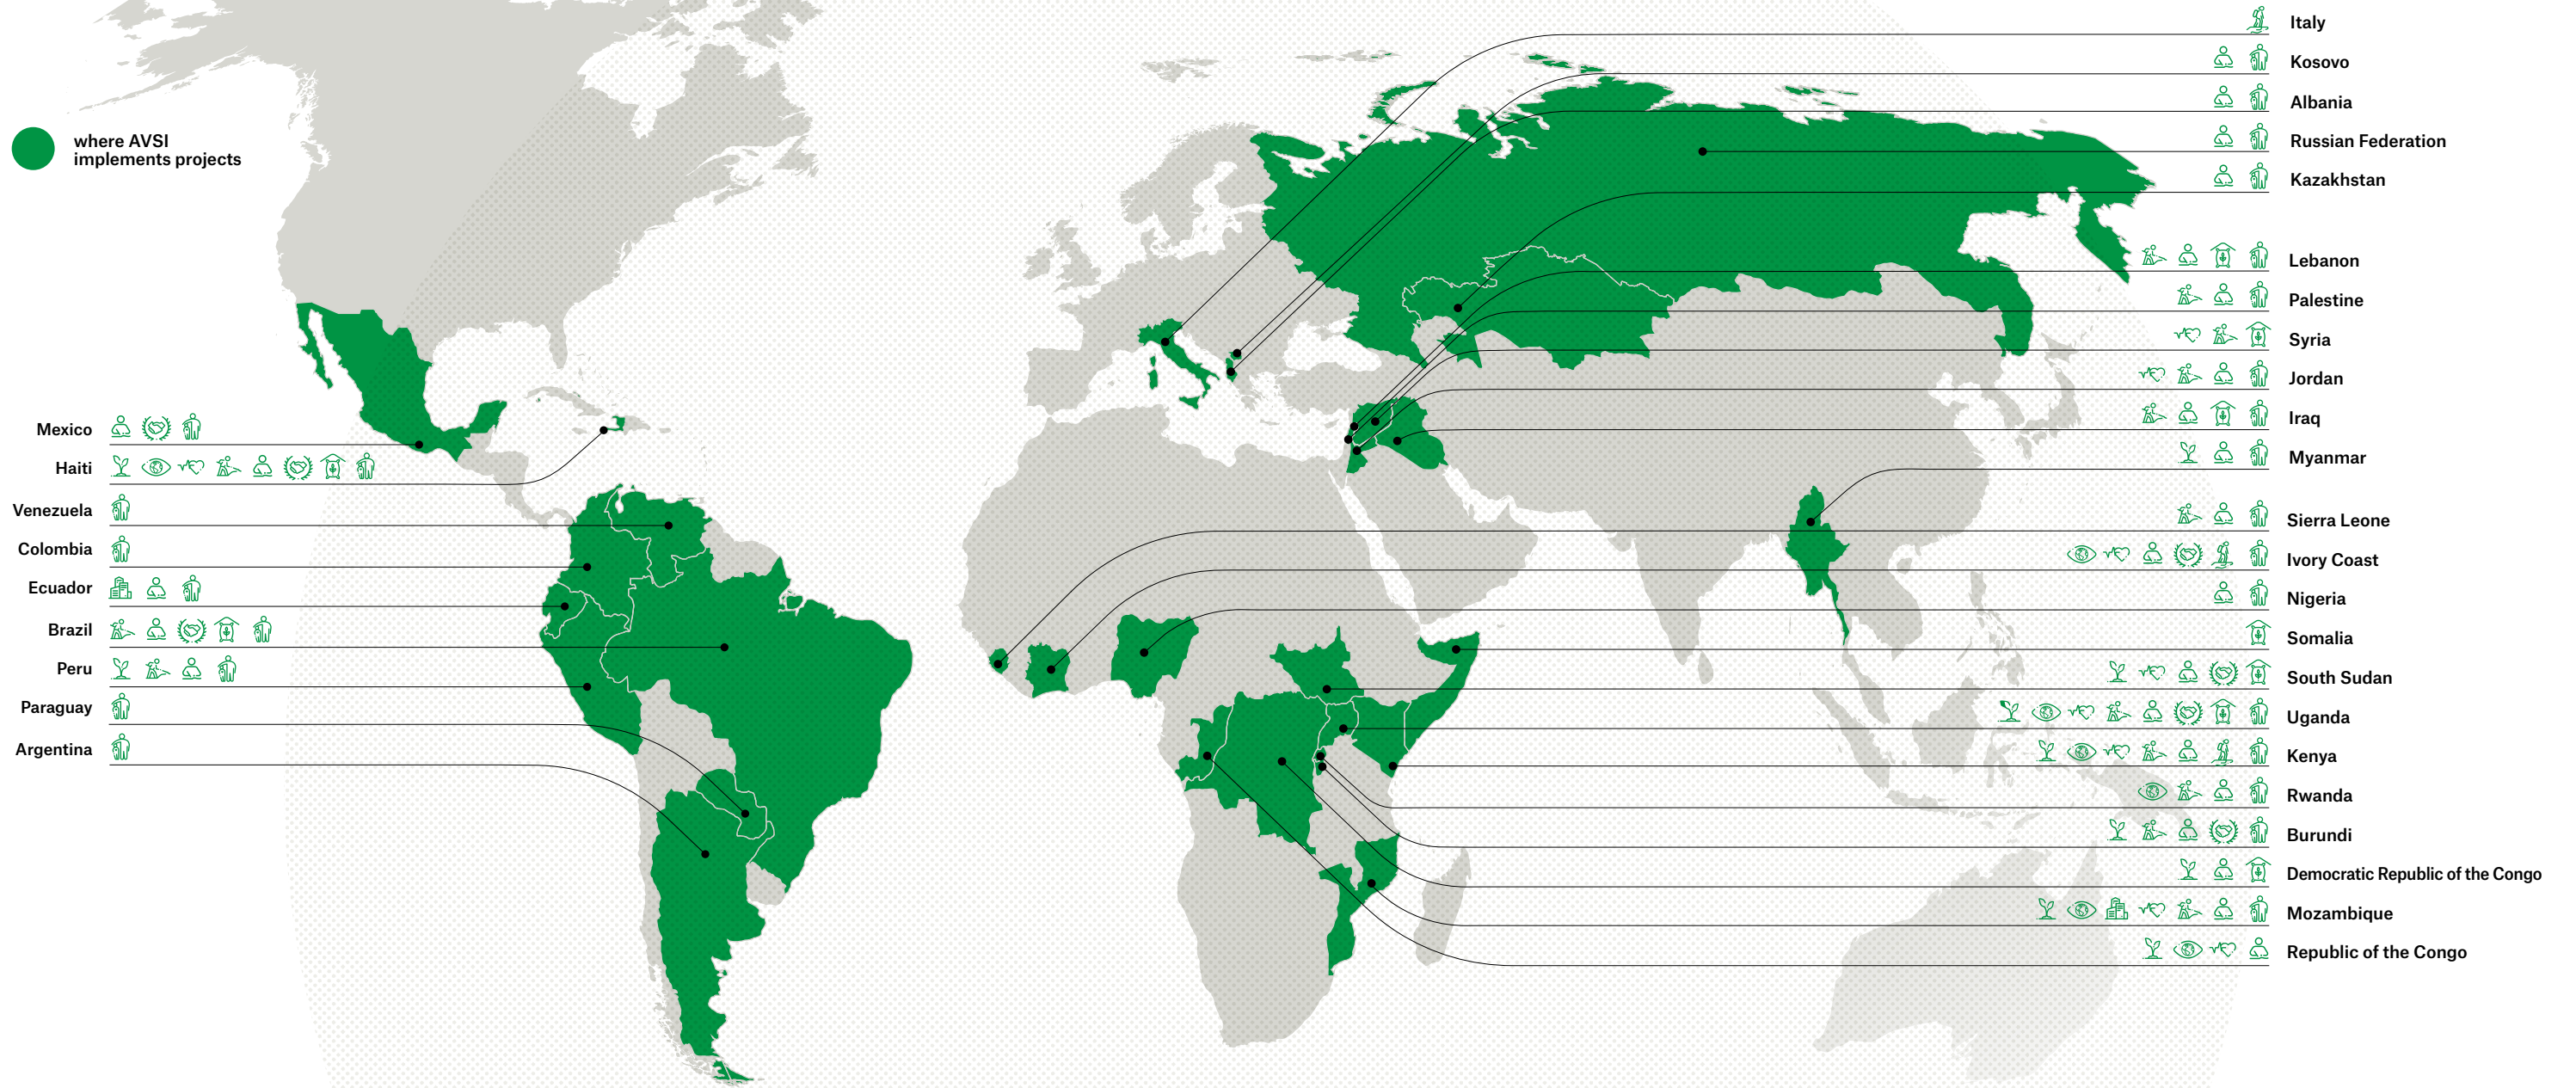 where AVSI
implements projects
Mexico
Haiti
Venezuela
Colombia
Ecuador
Brazil
Peru
Paraguay
Argentina
Italy
Kosovo
Albania
Russian Federation
Kazakhstan
Lebanon
Palestine
Syria
Jordan
Iraq
Myanmar
Sierra Leone
Ivory Coast
Nigeria
Somalia
South Sudan
Uganda
Kenya
Rwanda
Burundi
Democratic Republic of the Congo
Mozambique
Republic of the Congo